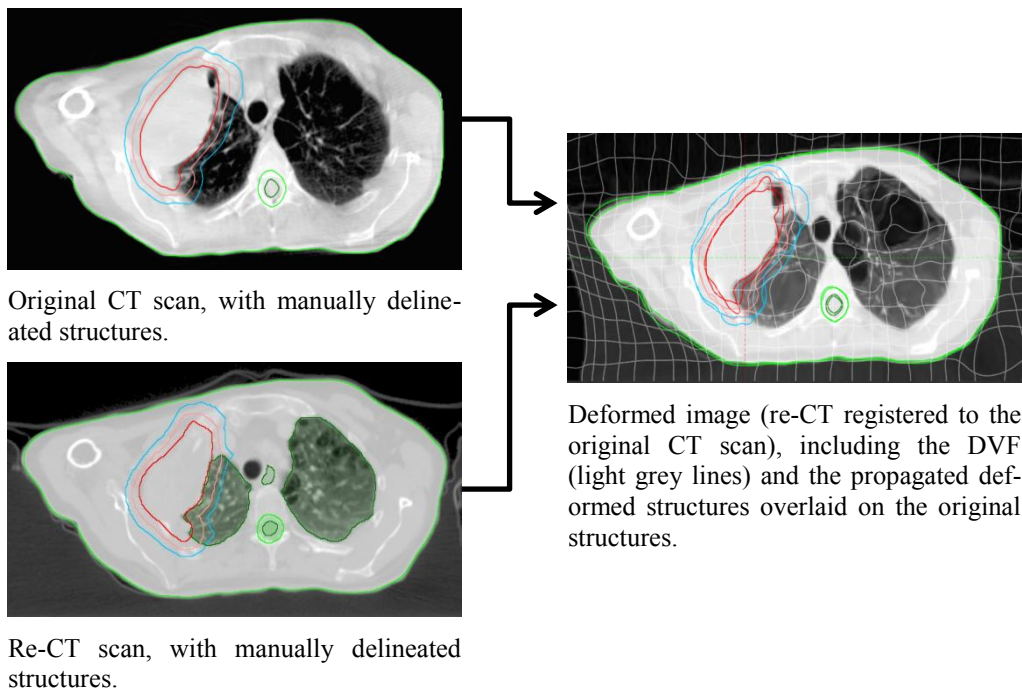 Original CT scan, with manually deline-
ated structures.
Re-CT scan, with manually delineated
structures.
Deformed image (re-CT registered to the
original CT scan), including the DVF
(light grey lines) and the propagated def-
ormed structures overlaid on the original
structures.